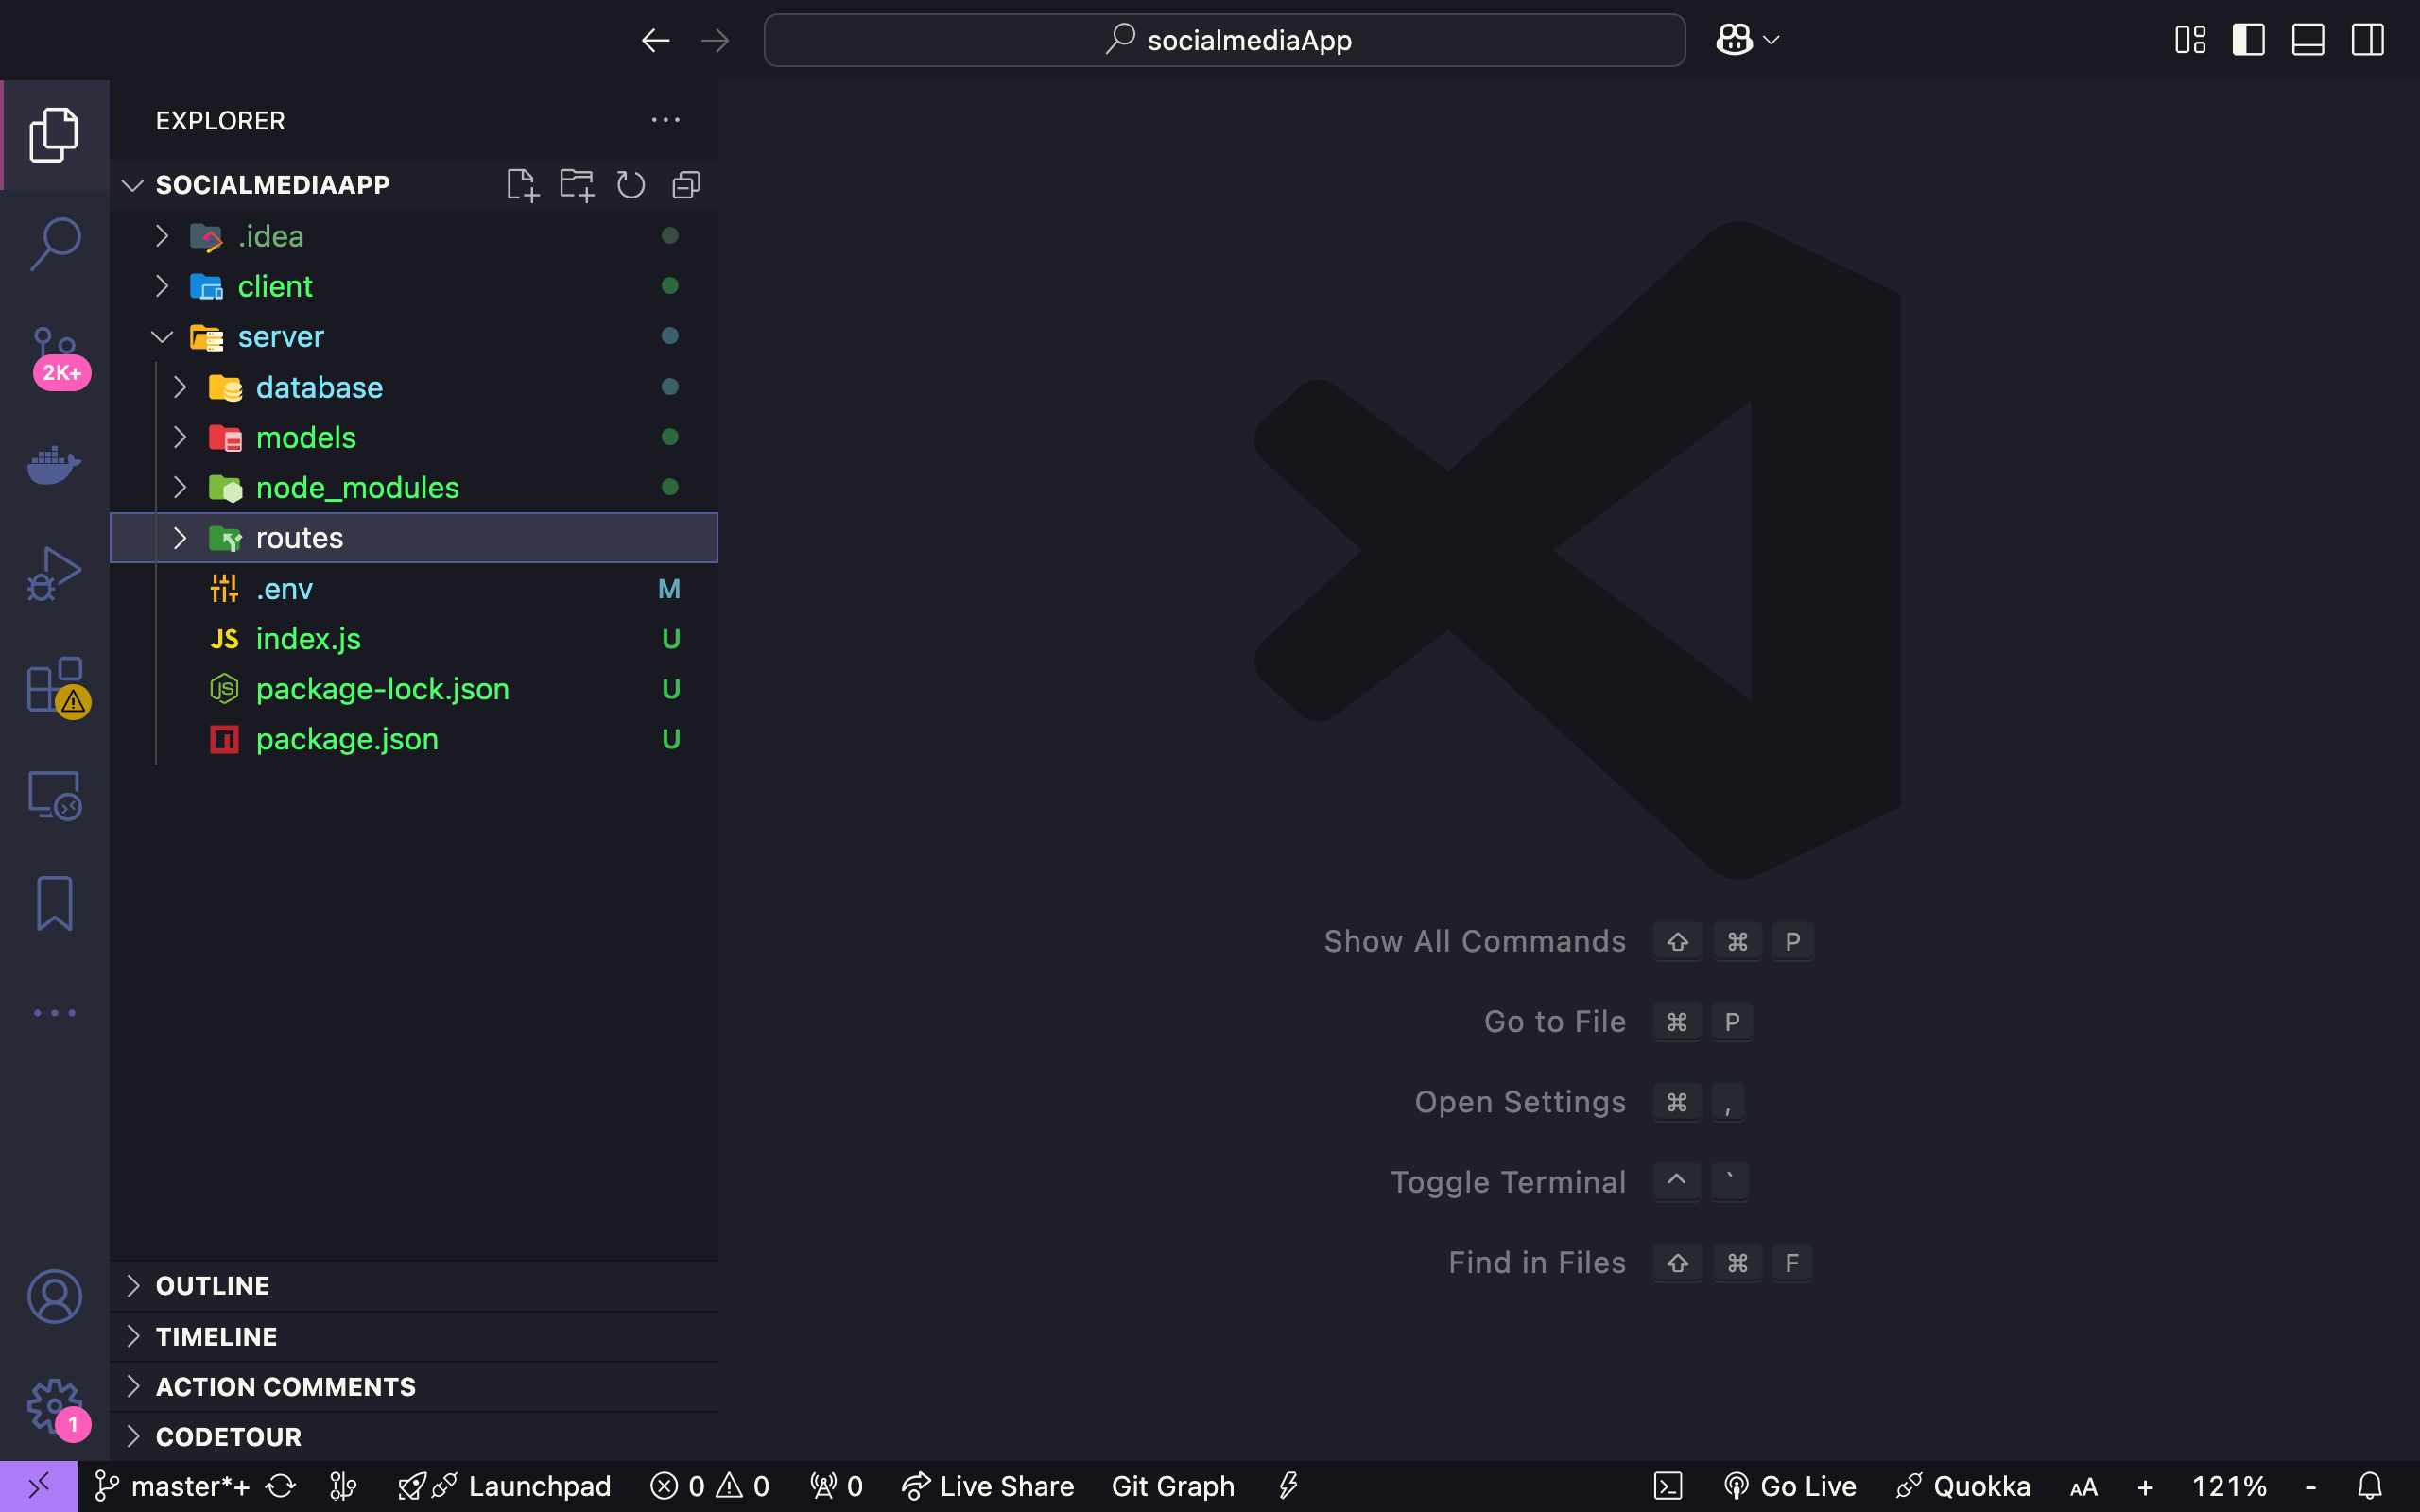 socialmediaApp
EXPLORER
SOCIALMEDIAAPP
.idea
client
server
database
models
node_modules
routes
.env M
JS index.js U
JS package-lock.json U
package.json U
2K+
Show All Commands ⇧ ⌘ P
Go to File ⌘ P
Open Settings ⌘ ,
Toggle Terminal ^ `
Find in Files ⇧ ⌘ F
OUTLINE
TIMELINE
ACTION COMMENTS
CODETOUR
1
master*+ Launchpad 0 0 0 Live Share Git Graph Go Live Quokka AA + 121% -